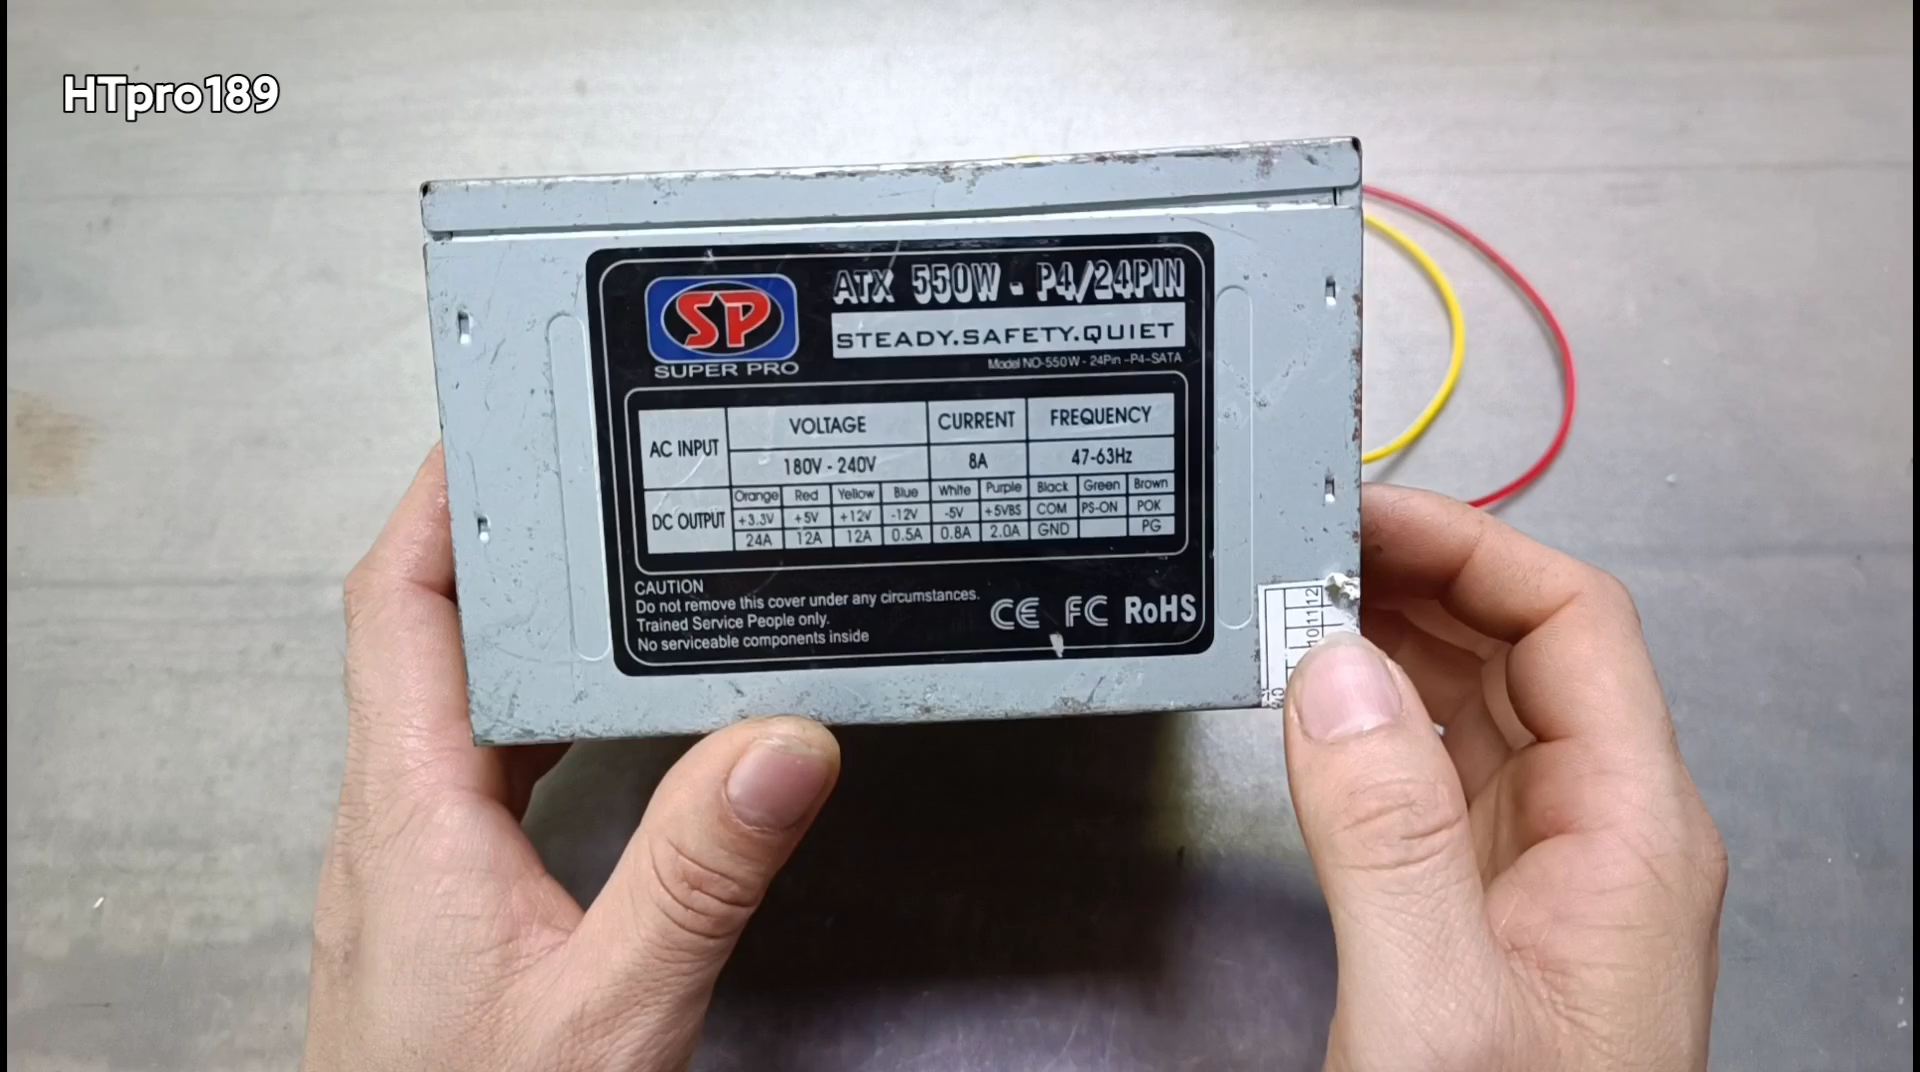 HTpro189
SP
SUPER PRO
ATX 550W - P4/24PIN
STEADY.SAFETY.QUIET
Model NO-550W - 24Pin -P4-SATA
VOLTAGE CURRENT FREQUENCY
AC INPUT
180V - 240V 8A 47-63Hz
DC OUTPUT
Orange Red Yellow Blue White Purple Black Green Brown
+3.3V +5V +12V -12V -5V +5VBS COM PS-ON POK
24A 12A 12A 0.5A 0.8A 2.0A GND PG
CAUTION
Do not remove this cover under any circumstances.
Trained Service People only.
No serviceable components inside
CE FC RoHS
10 11 12